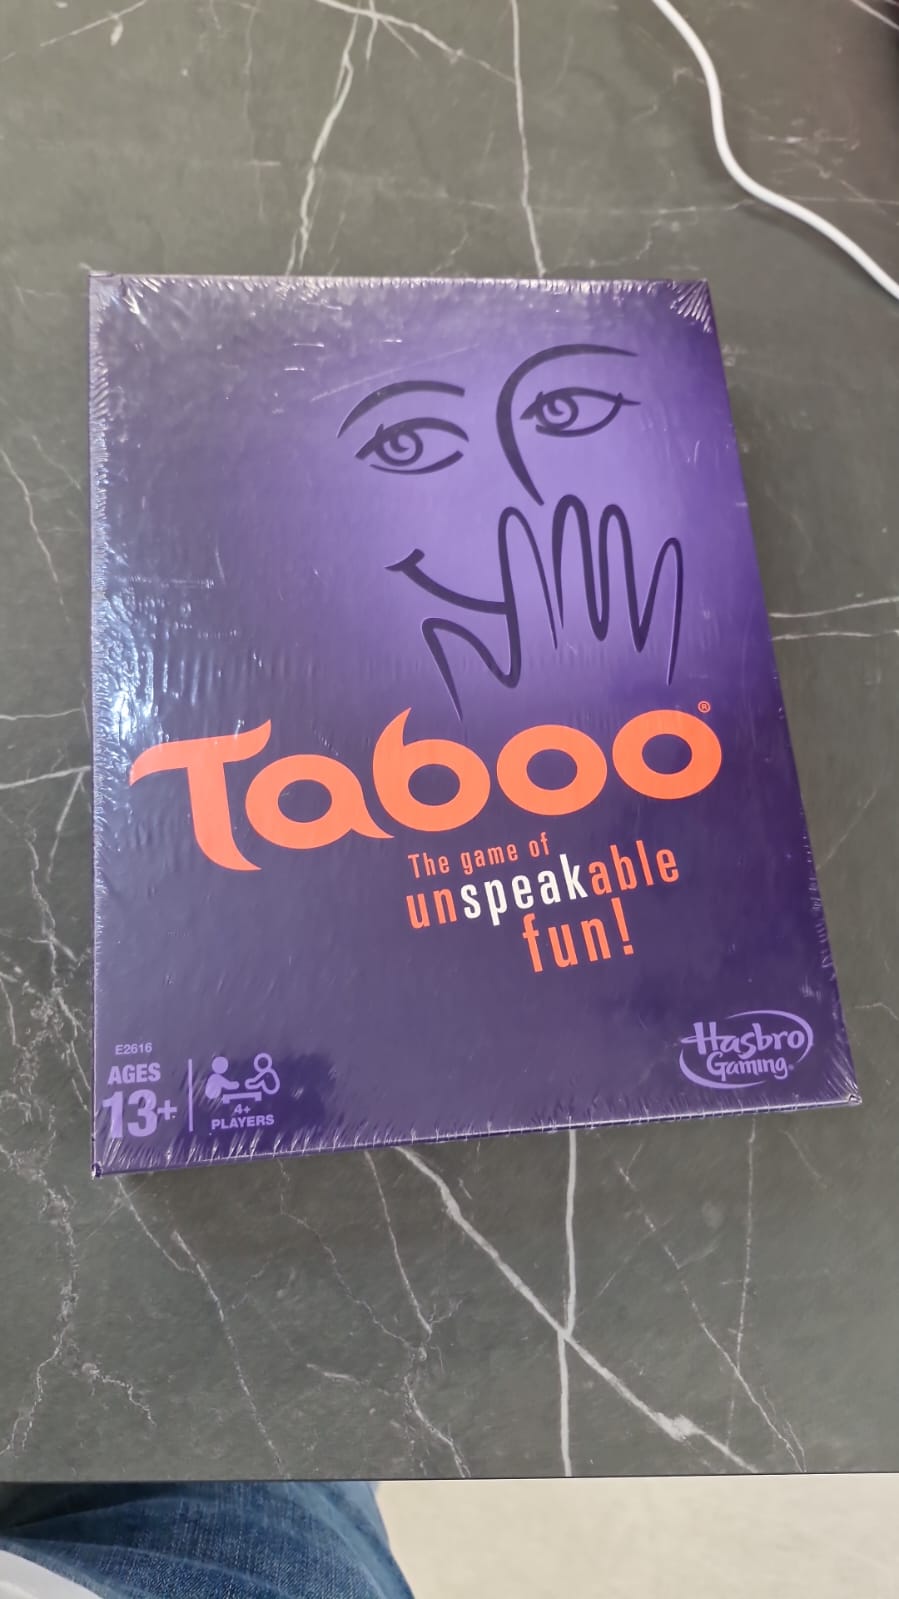 Taboo®
The game of
unspeakable
fun!
E2616
AGES
13+
4+
PLAYERS
Hasbro
Gaming®